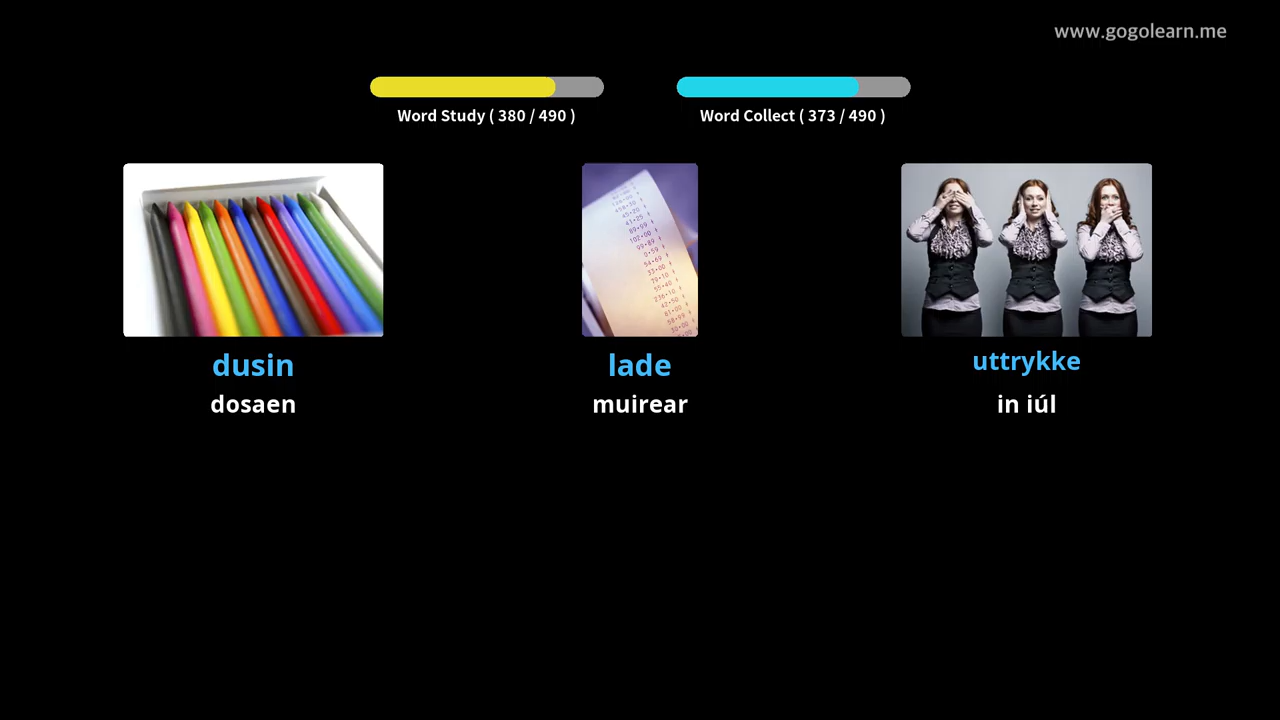 www.gogolearn.me
Word Study ( 380 / 490 )
Word Collect ( 373 / 490 )
dusin
lade
uttrykke
dosaen
muirear
in iúl